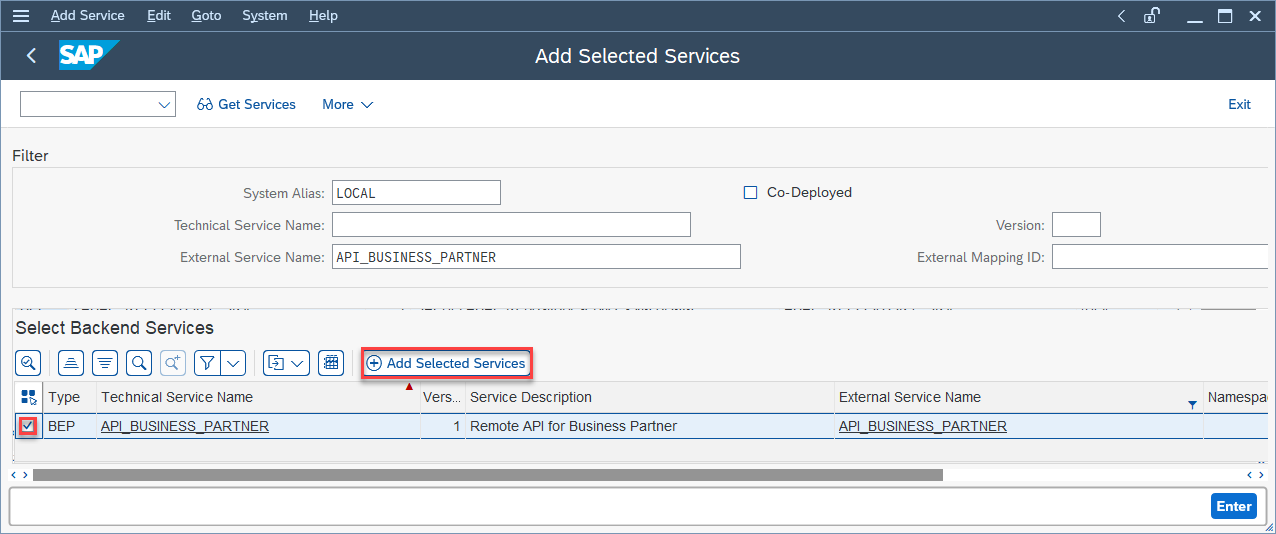 Add Service Edit Goto System Help
SAP Add Selected Services
Get Services More Exit
Filter
System Alias: LOCAL Co-Deployed
Technical Service Name: Version:
External Service Name: API_BUSINESS_PARTNER External Mapping ID:
Select Backend Services
Add Selected Services
Type Technical Service Name Vers... Service Description External Service Name Namespac
BEP API_BUSINESS_PARTNER 1 Remote API for Business Partner API_BUSINESS_PARTNER
Enter